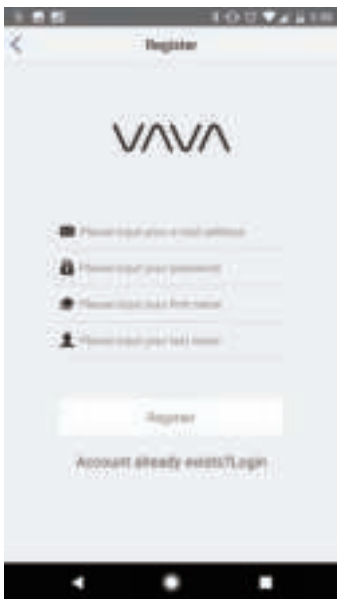 Register
VAVA
Please input your e-mail address
Please input your password
Please input your first name
Please input your last name
Register
Account already exists?Login